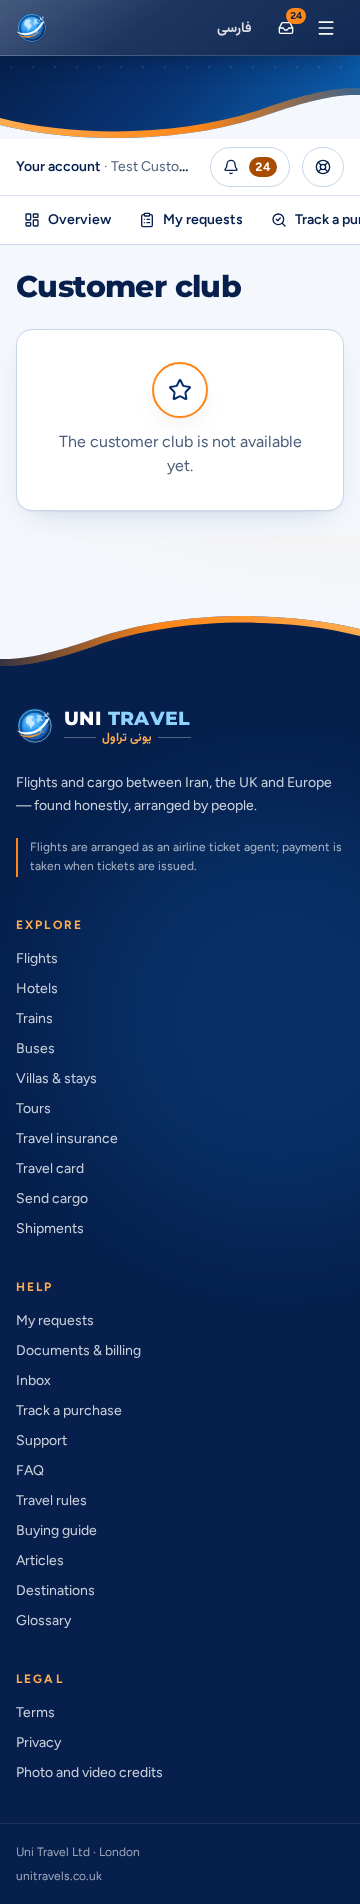 فارسی
24
Your account · Test Custo...
24
Overview
My requests
Track a pu
Customer club
The customer club is not available
yet.
UNI TRAVEL
یونی تراول
Flights and cargo between Iran, the UK and Europe
— found honestly, arranged by people.
Flights are arranged as an airline ticket agent; payment is
taken when tickets are issued.
EXPLORE
Flights
Hotels
Trains
Buses
Villas & stays
Tours
Travel insurance
Travel card
Send cargo
Shipments
HELP
My requests
Documents & billing
Inbox
Track a purchase
Support
FAQ
Travel rules
Buying guide
Articles
Destinations
Glossary
LEGAL
Terms
Privacy
Photo and video credits
Uni Travel Ltd · London
unitravels.co.uk